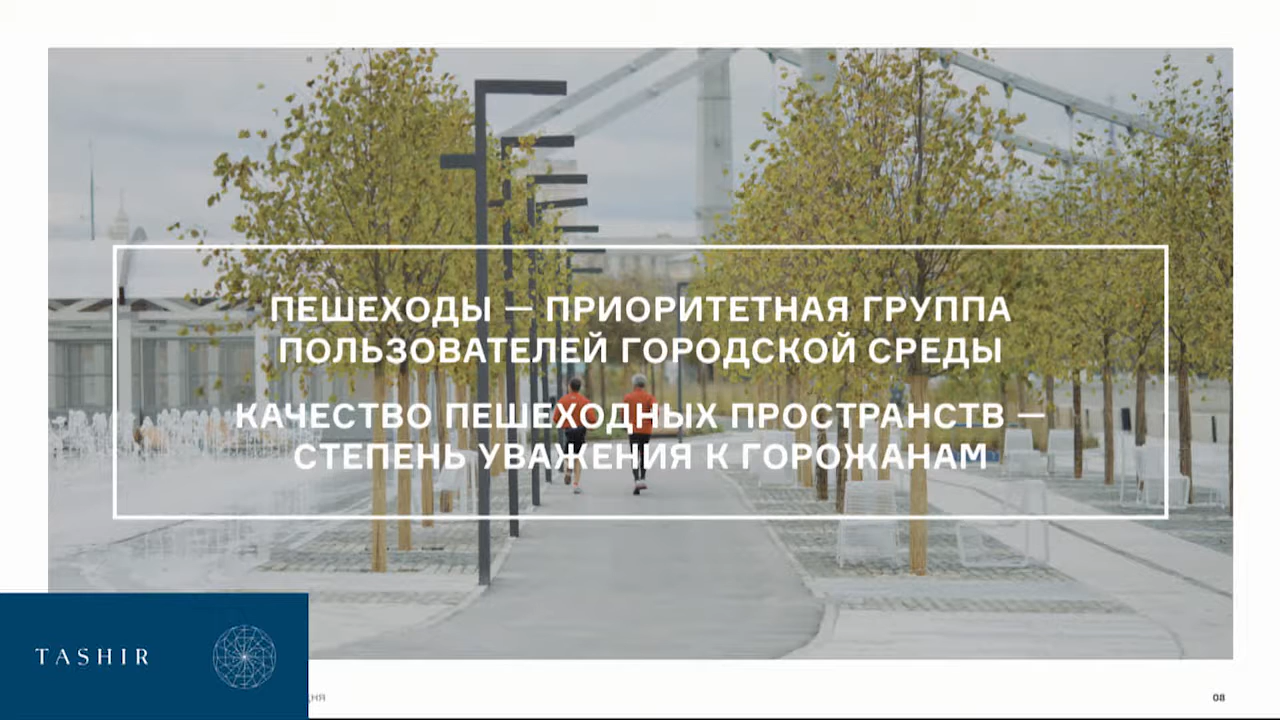 ПЕШЕХОДЫ — ПРИОРИТЕТНАЯ ГРУППА
ПОЛЬЗОВАТЕЛЕЙ ГОРОДСКОЙ СРЕДЫ
КАЧЕСТВО ПЕШЕХОДНЫХ ПРОСТРАНСТВ —
СТЕПЕНЬ УВАЖЕНИЯ К ГОРОЖАНАМ
TASHIR
08